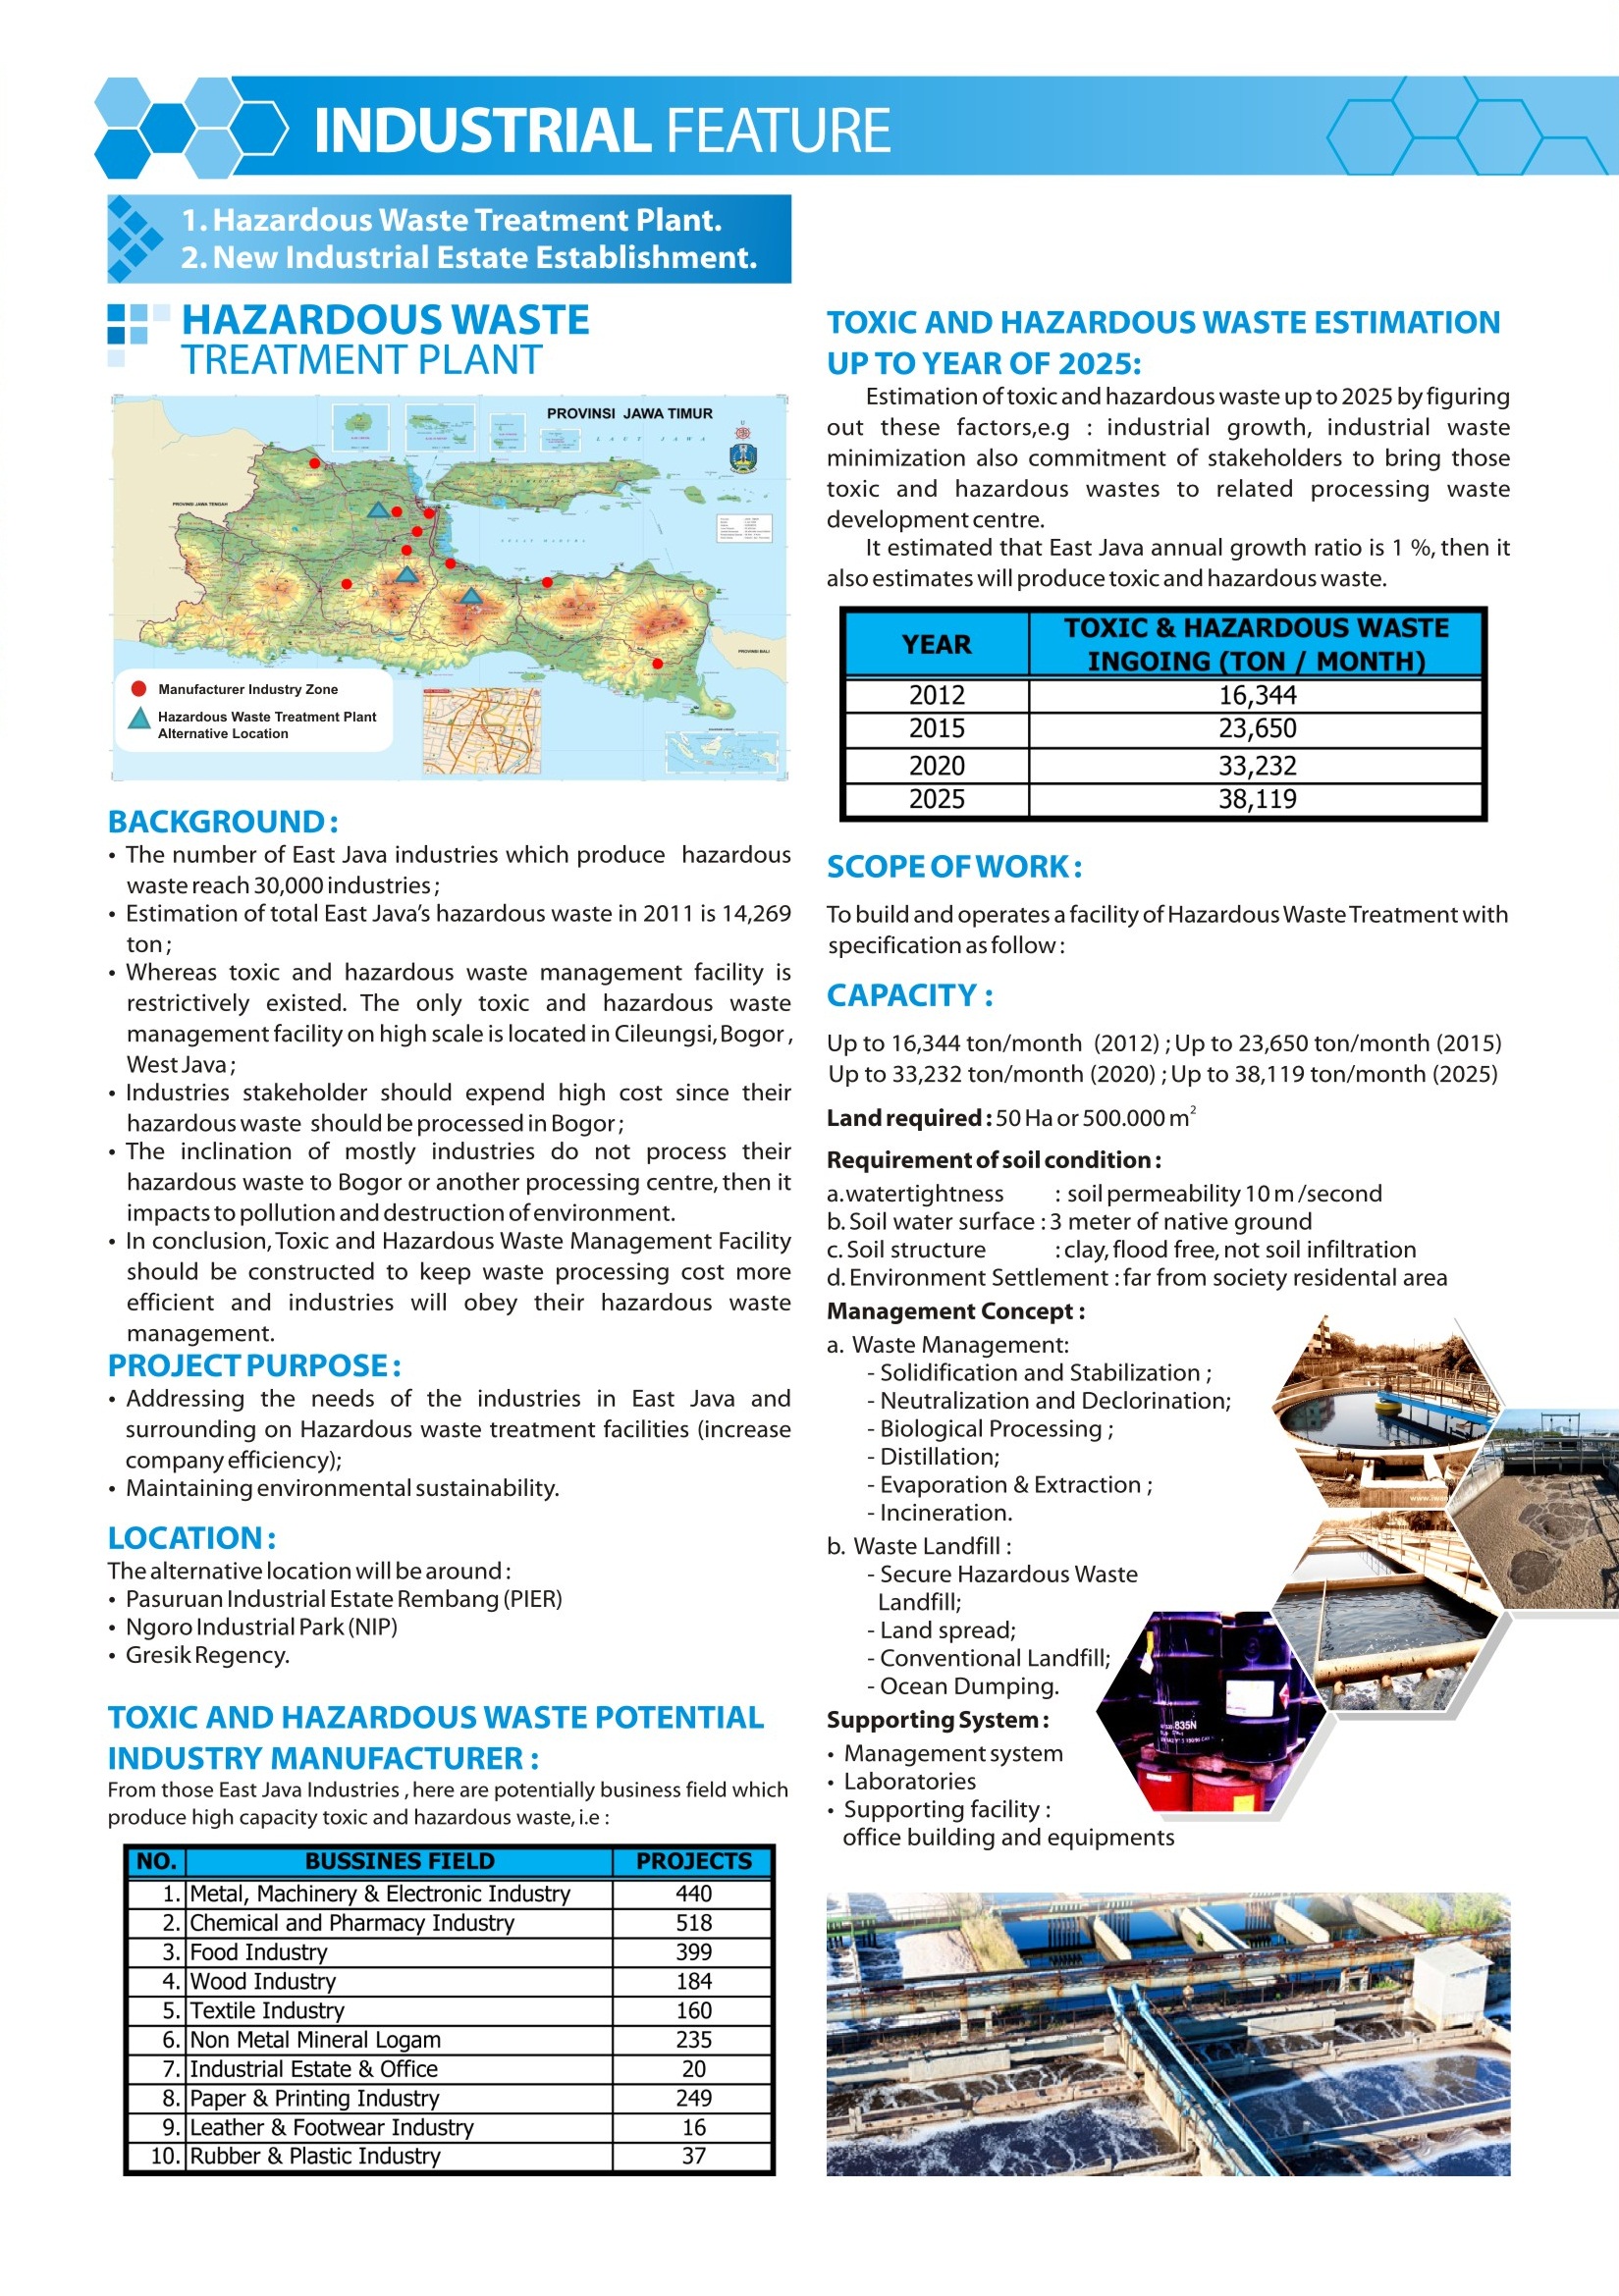 INDUSTRIAL FEATURE
1. Hazardous Waste Treatment Plant.
2. New Industrial Estate Establishment.
HAZARDOUS WASTE
TREATMENT PLANT
PROVINSI JAWA TIMUR
U
LAUT JAWA
PROVINSI JAWA TENGAH
SELAT MADURA
PROVINSI BALI
Manufacturer Industry Zone
Hazardous Waste Treatment Plant
Alternative Location
BACKGROUND :
• The number of East Java industries which produce hazardous
waste reach 30,000 industries ;
• Estimation of total East Java's hazardous waste in 2011 is 14,269
ton ;
• Whereas toxic and hazardous waste management facility is
restrictively existed. The only toxic and hazardous waste
management facility on high scale is located in Cileungsi, Bogor ,
West Java ;
• Industries stakeholder should expend high cost since their
hazardous waste should be processed in Bogor ;
• The inclination of mostly industries do not process their
hazardous waste to Bogor or another processing centre, then it
impacts to pollution and destruction of environment.
• In conclusion, Toxic and Hazardous Waste Management Facility
should be constructed to keep waste processing cost more
efficient and industries will obey their hazardous waste
management.
PROJECT PURPOSE :
• Addressing the needs of the industries in East Java and
surrounding on Hazardous waste treatment facilities (increase
company efficiency);
• Maintaining environmental sustainability.
LOCATION :
The alternative location will be around :
• Pasuruan Industrial Estate Rembang (PIER)
• Ngoro Industrial Park (NIP)
• Gresik Regency.
TOXIC AND HAZARDOUS WASTE POTENTIAL
INDUSTRY MANUFACTURER :
From those East Java Industries , here are potentially business field which
produce high capacity toxic and hazardous waste, i.e :
NO. BUSSINES FIELD PROJECTS
1. Metal, Machinery & Electronic Industry 440
2. Chemical and Pharmacy Industry 518
3. Food Industry 399
4. Wood Industry 184
5. Textile Industry 160
6. Non Metal Mineral Logam 235
7. Industrial Estate & Office 20
8. Paper & Printing Industry 249
9. Leather & Footwear Industry 16
10. Rubber & Plastic Industry 37
TOXIC AND HAZARDOUS WASTE ESTIMATION
UP TO YEAR OF 2025:
Estimation of toxic and hazardous waste up to 2025 by figuring
out these factors,e.g : industrial growth, industrial waste
minimization also commitment of stakeholders to bring those
toxic and hazardous wastes to related processing waste
development centre.
It estimated that East Java annual growth ratio is 1 %, then it
also estimates will produce toxic and hazardous waste.
YEAR TOXIC & HAZARDOUS WASTE
INGOING (TON / MONTH)
2012 16,344
2015 23,650
2020 33,232
2025 38,119
SCOPE OF WORK :
To build and operates a facility of Hazardous Waste Treatment with
specification as follow :
CAPACITY :
Up to 16,344 ton/month (2012) ; Up to 23,650 ton/month (2015)
Up to 33,232 ton/month (2020) ; Up to 38,119 ton/month (2025)
Land required : 50 Ha or 500.000 m²
Requirement of soil condition :
a. watertightness : soil permeability 10 m /second
b. Soil water surface : 3 meter of native ground
c. Soil structure : clay, flood free, not soil infiltration
d. Environment Settlement : far from society residental area
Management Concept :
a. Waste Management:
- Solidification and Stabilization ;
- Neutralization and Declorination;
- Biological Processing ;
- Distillation;
- Evaporation & Extraction ;
- Incineration.
b. Waste Landfill :
- Secure Hazardous Waste
Landfill;
- Land spread;
- Conventional Landfill;
- Ocean Dumping.
Supporting System :
• Management system
• Laboratories
• Supporting facility :
office building and equipments
835N